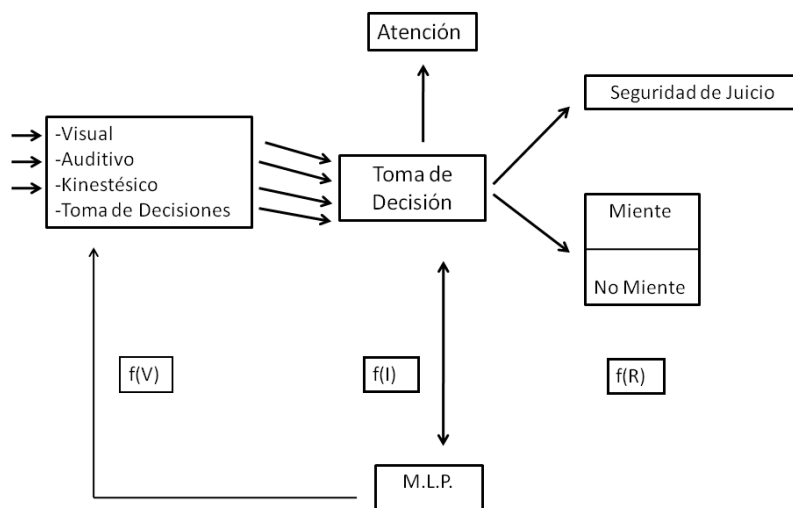 Atención
Seguridad de Juicio
-Visual
-Auditivo
-Kinestésico
-Toma de Decisiones
Toma de
Decisión
Miente
No Miente
f(V)
f(I)
f(R)
M.L.P.